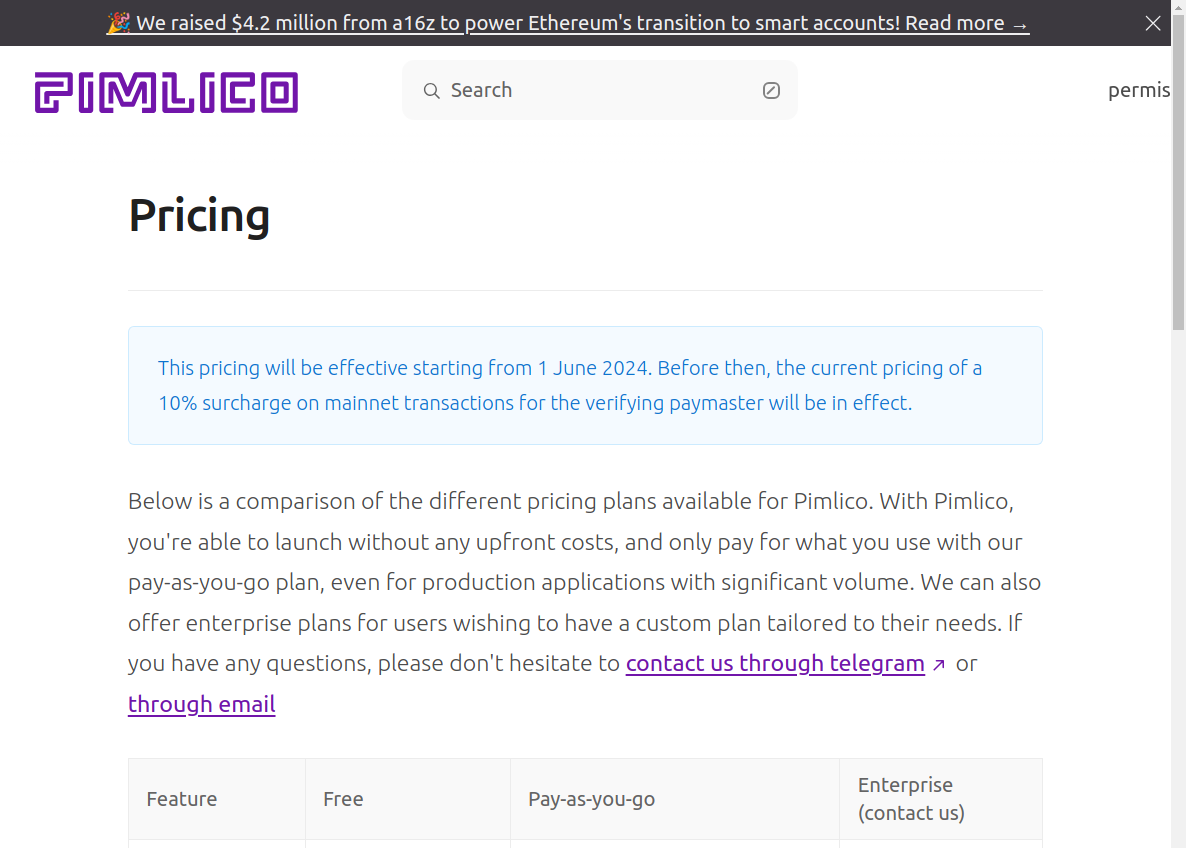 🎉 We raised $4.2 million from a16z to power Ethereum's transition to smart accounts! Read more →
PIMLICO
Search
permis
Pricing
This pricing will be effective starting from 1 June 2024. Before then, the current pricing of a
10% surcharge on mainnet transactions for the verifying paymaster will be in effect.
Below is a comparison of the different pricing plans available for Pimlico. With Pimlico,
you're able to launch without any upfront costs, and only pay for what you use with our
pay-as-you-go plan, even for production applications with significant volume. We can also
offer enterprise plans for users wishing to have a custom plan tailored to their needs. If
you have any questions, please don't hesitate to contact us through telegram ↗ or
through email
Feature
Free
Pay-as-you-go
Enterprise
(contact us)